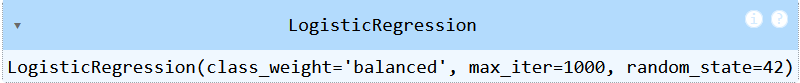 LogisticRegression
LogisticRegression(class_weight='balanced', max_iter=1000, random_state=42)